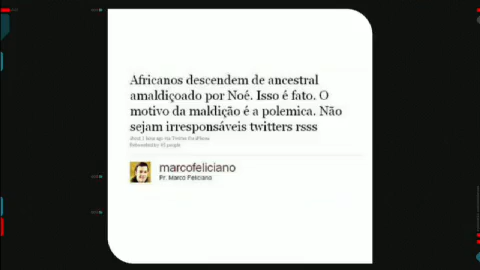 Africanos descendem de ancestral
amaldiçoado por Noé. Isso é fato. O
motivo da maldição é a polemica. Não
sejam irresponsáveis twitters rsss
marcofeliciano
Pr. Marco Feliciano